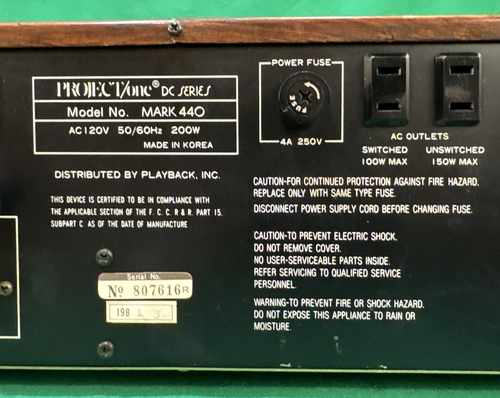 PROJECT/one® DC SERIES
Model No. MARK 440
AC 120V 50/60Hz 200W
MADE IN KOREA
DISTRIBUTED BY PLAYBACK, INC.
THIS DEVICE IS CERTIFIED TO BE IN COMPLIANCE WITH
THE APPLICABLE SECTION OF THE F. C. C. R & R. PART 15.
SUBPART C. AS OF THE DATE OF MANUFACTURE
Serial No.
No 807616R
198
POWER FUSE
FUSE
4A 250V
AC OUTLETS
SWITCHED UNSWITCHED
100W MAX 150W MAX
CAUTION-FOR CONTINUED PROTECTION AGAINST FIRE HAZARD.
REPLACE ONLY WITH SAME TYPE FUSE.
DISCONNECT POWER SUPPLY CORD BEFORE CHANGING FUSE.
CAUTION-TO PREVENT ELECTRIC SHOCK.
DO NOT REMOVE COVER.
NO USER-SERVICEABLE PARTS INSIDE.
REFER SERVICING TO QUALIFIED SERVICE
PERSONNEL.
WARNING-TO PREVENT FIRE OR SHOCK HAZARD.
DO NOT EXPOSE THIS APPLIANCE TO RAIN OR
MOISTURE.